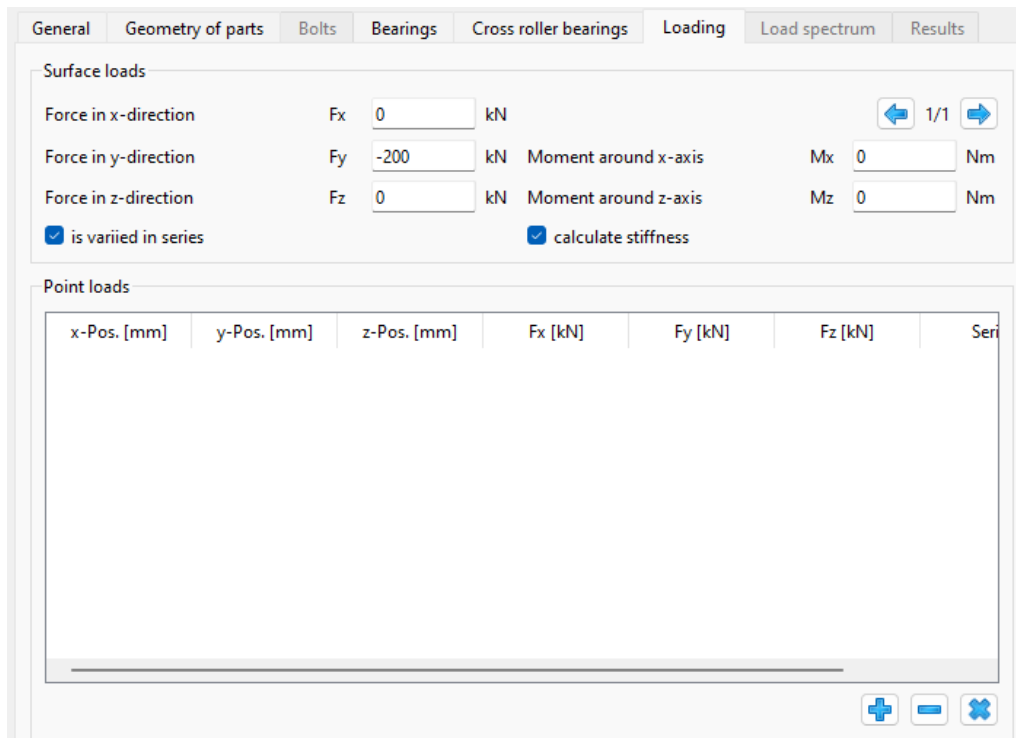 General Geometry of parts Bolts Bearings Cross roller bearings Loading Load spectrum Results
Surface loads
Force in x-direction Fx 0 kN 1/1
Force in y-direction Fy -200 kN Moment around x-axis Mx 0 Nm
Force in z-direction Fz 0 kN Moment around z-axis Mz 0 Nm
is variied in series calculate stiffness
Point loads
x-Pos. [mm] y-Pos. [mm] z-Pos. [mm] Fx [kN] Fy [kN] Fz [kN] Seri